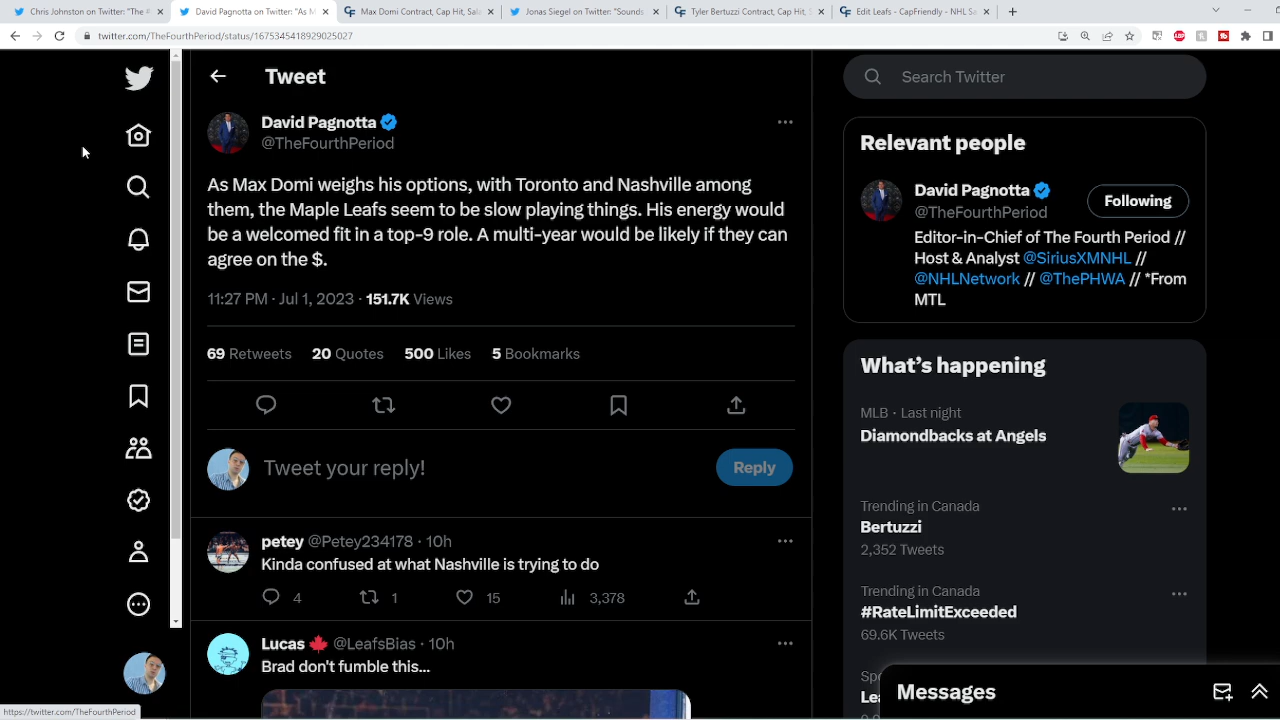 Chris Johnston on Twitter: "The
David Pagnotta on Twitter: "As M
Max Domi Contract, Cap Hit, Sala
Jonas Siegel on Twitter: "Sounds
Tyler Bertuzzi Contract, Cap Hit, S
Edit Leafs - CapFriendly - NHL Sa
twitter.com/TheFourthPeriod/status/1675345418929025027
Tweet
David Pagnotta
@TheFourthPeriod
As Max Domi weighs his options, with Toronto and Nashville among
them, the Maple Leafs seem to be slow playing things. His energy would
be a welcomed fit in a top-9 role. A multi-year would be likely if they can
agree on the $.
11:27 PM · Jul 1, 2023 · 151.7K Views
69 Retweets 20 Quotes 500 Likes 5 Bookmarks
Tweet your reply!
Reply
petey @Petey234178 · 10h
Kinda confused at what Nashville is trying to do
4 1 15 3,378
Lucas 🍁 @LeafsBias · 10h
Brad don't fumble this...
Search Twitter
Relevant people
David Pagnotta
@TheFourthPeriod
Following
Editor-in-Chief of The Fourth Period //
Host & Analyst @SiriusXMNHL //
@NHLNetwork // @ThePHWA // *From
MTL
What's happening
MLB · Last night
Diamondbacks at Angels
Trending in Canada
Bertuzzi
2,352 Tweets
Trending in Canada
#RateLimitExceeded
69.6K Tweets
Messages
https://twitter.com/TheFourthPeriod